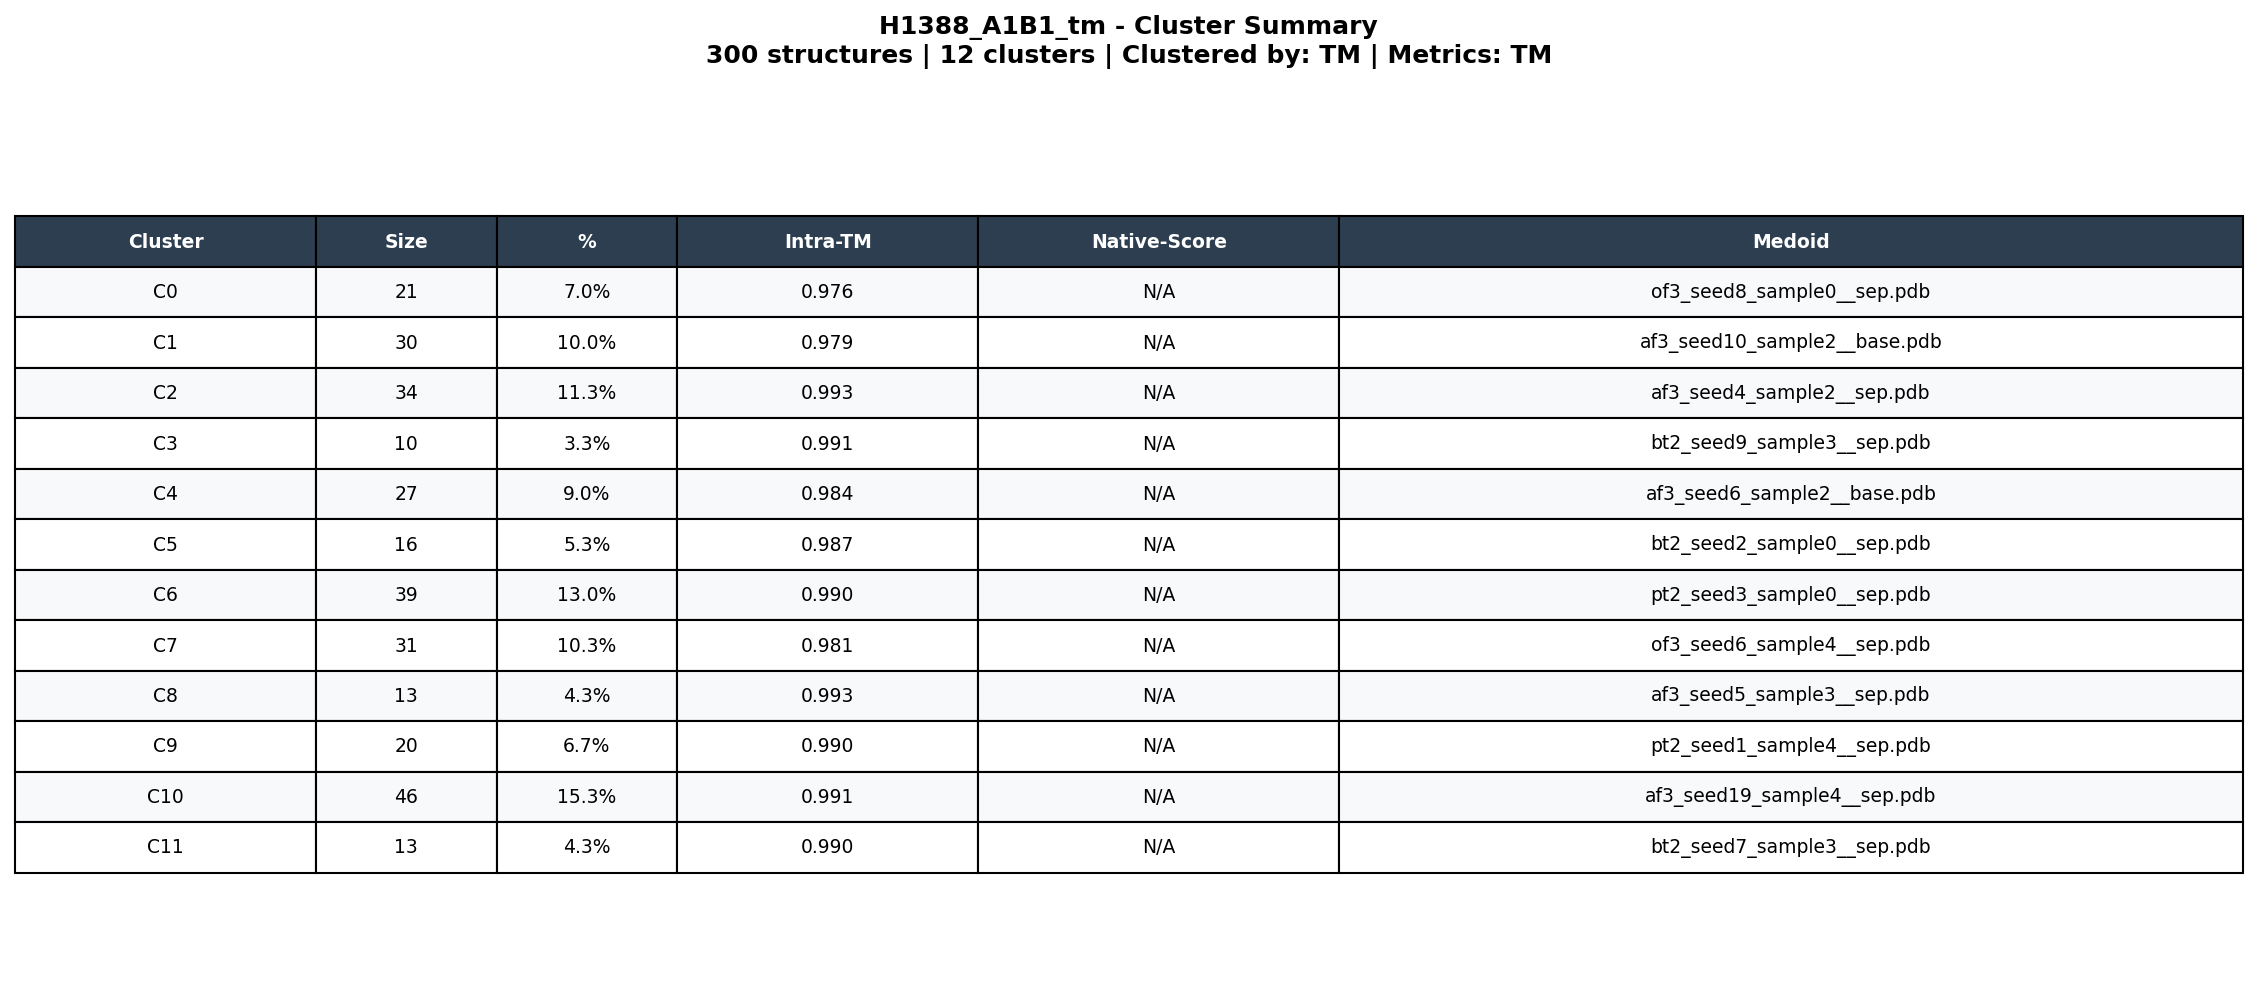 H1388_A1B1_tm - Cluster Summary
300 structures | 12 clusters | Clustered by: TM | Metrics: TM
Cluster Size % Intra-TM Native-Score Medoid
C0 21 7.0% 0.976 N/A of3_seed8_sample0__sep.pdb
C1 30 10.0% 0.979 N/A af3_seed10_sample2__base.pdb
C2 34 11.3% 0.993 N/A af3_seed4_sample2__sep.pdb
C3 10 3.3% 0.991 N/A bt2_seed9_sample3__sep.pdb
C4 27 9.0% 0.984 N/A af3_seed6_sample2__base.pdb
C5 16 5.3% 0.987 N/A bt2_seed2_sample0__sep.pdb
C6 39 13.0% 0.990 N/A pt2_seed3_sample0__sep.pdb
C7 31 10.3% 0.981 N/A of3_seed6_sample4__sep.pdb
C8 13 4.3% 0.993 N/A af3_seed5_sample3__sep.pdb
C9 20 6.7% 0.990 N/A pt2_seed1_sample4__sep.pdb
C10 46 15.3% 0.991 N/A af3_seed19_sample4__sep.pdb
C11 13 4.3% 0.990 N/A bt2_seed7_sample3__sep.pdb